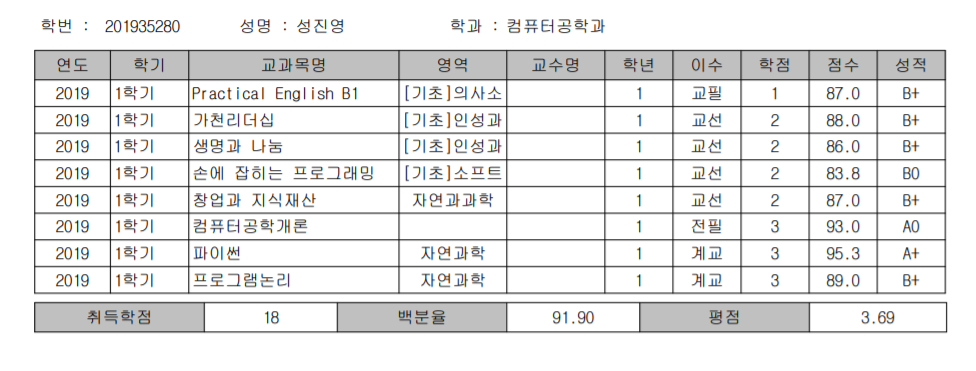 학번 : 201935280 성명 : 성진영 학과 : 컴퓨터공학과
연도 학기 교과목명 영역 교수명 학년 이수 학점 점수 성적
2019 1학기 Practical English B1 [기초]의사소 1 교필 1 87.0 B+
2019 1학기 가천리더십 [기초]인성과 1 교선 2 88.0 B+
2019 1학기 생명과 나눔 [기초]인성과 1 교선 2 86.0 B+
2019 1학기 손에 잡히는 프로그래밍 [기초]소프트 1 교선 2 83.8 B0
2019 1학기 창업과 지식재산 자연과과학 1 교선 2 87.0 B+
2019 1학기 컴퓨터공학개론 1 전필 3 93.0 A0
2019 1학기 파이썬 자연과학 1 계교 3 95.3 A+
2019 1학기 프로그램논리 자연과학 1 계교 3 89.0 B+
취득학점 18 백분율 91.90 평점 3.69